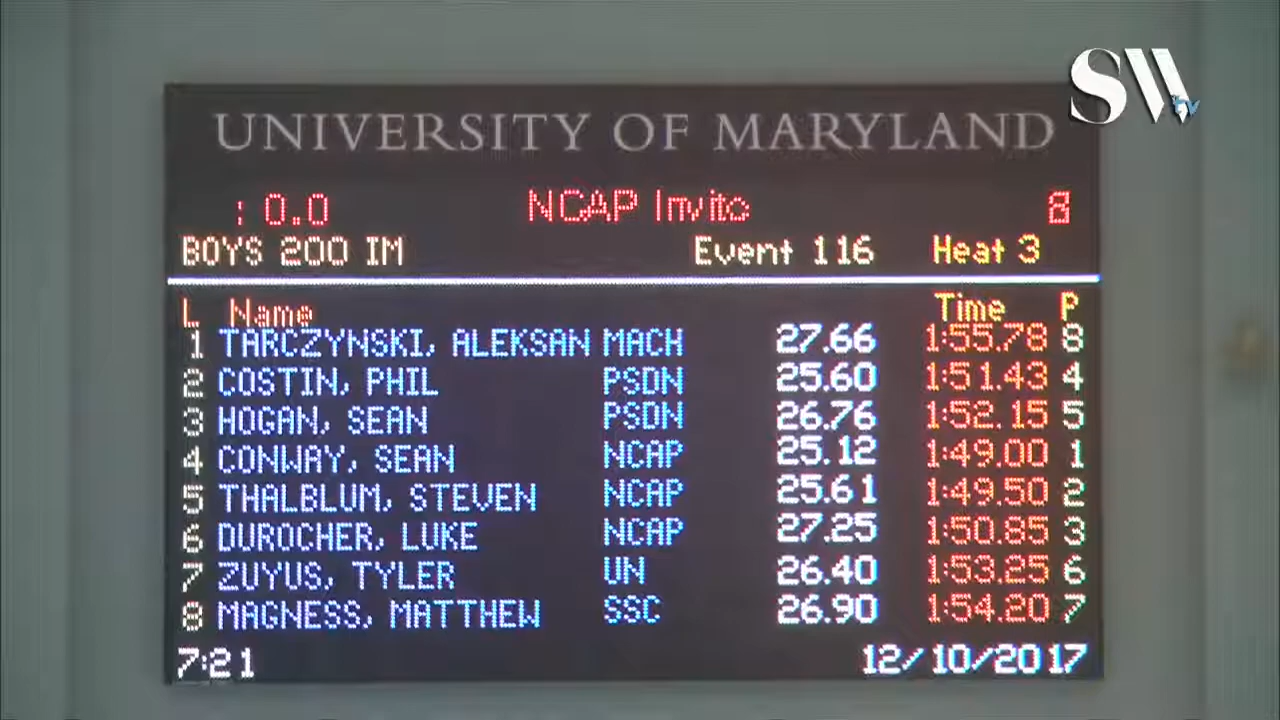 SW
tv
UNIVERSITY OF MARYLAND
: 0.0 NCAP Invite 8
BOYS 200 IM Event 116 Heat 3
L Name Time P
1 TARCZYNSKI, ALEKSAN MACH 27.66 1:55.78 8
2 COSTIN, PHIL PSDN 25.60 1:51.43 4
3 HOGAN, SEAN PSDN 26.76 1:52.15 5
4 CONWAY, SEAN NCAP 25.12 1:49.00 1
5 THALBLUM, STEVEN NCAP 25.61 1:49.50 2
6 DUROCHER, LUKE NCAP 27.25 1:50.85 3
7 ZUYUS, TYLER UN 26.40 1:53.25 6
8 MAGNESS, MATTHEW SSC 26.90 1:54.20 7
7:21 12/10/2017